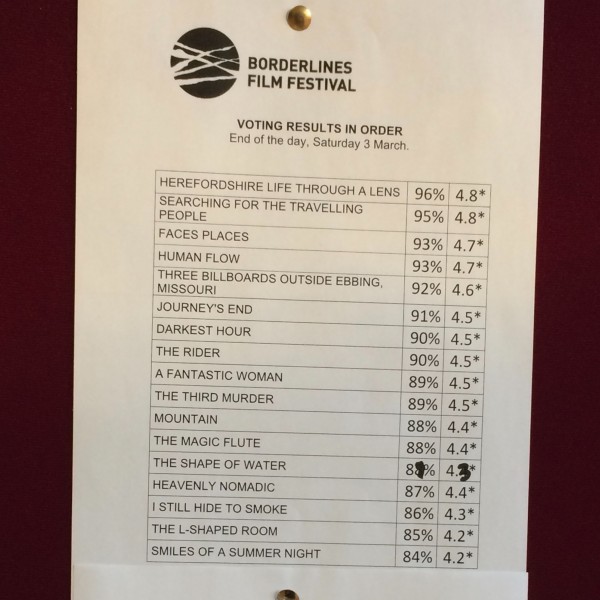 BORDERLINES
FILM FESTIVAL
VOTING RESULTS IN ORDER
End of the day, Saturday 3 March.
HEREFORDSHIRE LIFE THROUGH A LENS 96% 4.8*
SEARCHING FOR THE TRAVELLING
PEOPLE 95% 4.8*
FACES PLACES 93% 4.7*
HUMAN FLOW 93% 4.7*
THREE BILLBOARDS OUTSIDE EBBING,
MISSOURI 92% 4.6*
JOURNEY'S END 91% 4.5*
DARKEST HOUR 90% 4.5*
THE RIDER 90% 4.5*
A FANTASTIC WOMAN 89% 4.5*
THE THIRD MURDER 89% 4.5*
MOUNTAIN 88% 4.4*
THE MAGIC FLUTE 88% 4.4*
THE SHAPE OF WATER 4.3*
HEAVENLY NOMADIC 87% 4.4*
I STILL HIDE TO SMOKE 86% 4.3*
THE L-SHAPED ROOM 85% 4.2*
SMILES OF A SUMMER NIGHT 84% 4.2*